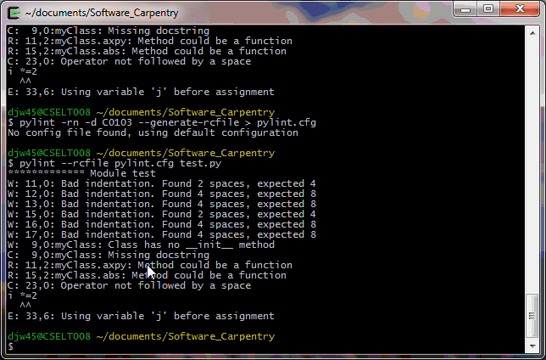 ~/documents/Software_Carpentry
C:  9,0:myClass: Missing docstring
R: 11,2:myClass.axpy: Method could be a function
R: 15,2:myClass.abs: Method could be a function
C: 23,0: Operator not followed by a space
i *=2
  ^^
E: 33,6: Using variable 'j' before assignment
djw45@CSELT008 ~/documents/Software_Carpentry
$ pylint -rn -d C0103 --generate-rcfile > pylint.cfg
No config file found, using default configuration
djw45@CSELT008 ~/documents/Software_Carpentry
$ pylint --rcfile pylint.cfg test.py
************* Module test
W: 11,0: Bad indentation. Found 2 spaces, expected 4
W: 12,0: Bad indentation. Found 4 spaces, expected 8
W: 13,0: Bad indentation. Found 4 spaces, expected 8
W: 15,0: Bad indentation. Found 2 spaces, expected 4
W: 16,0: Bad indentation. Found 4 spaces, expected 8
W: 17,0: Bad indentation. Found 4 spaces, expected 8
W:  9,0:myClass: Class has no __init__ method
C:  9,0:myClass: Missing docstring
R: 11,2:myClass.axpy: Method could be a function
R: 15,2:myClass.abs: Method could be a function
C: 23,0: Operator not followed by a space
i *=2
  ^^
E: 33,6: Using variable 'j' before assignment
djw45@CSELT008 ~/documents/Software_Carpentry
$